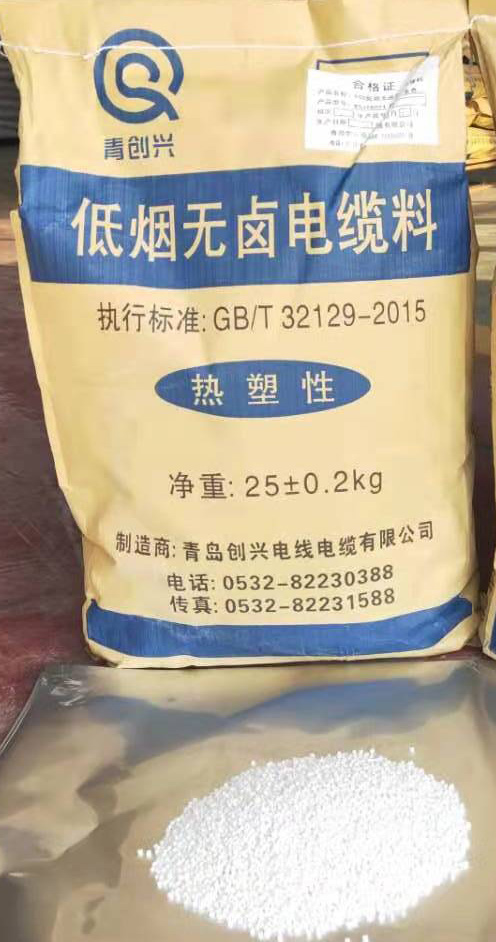 青创兴
合格证
低烟无卤电缆料
执行标准: GB/T 32129-2015
热塑性
净重: 25±0.2kg
制造商: 青岛创兴电线电缆有限公司
电话: 0532-82230388
传真: 0532-82231588